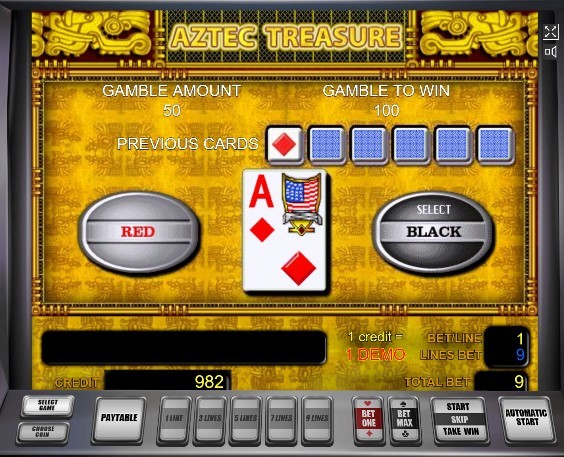 AZTEC TREASURE
GAMBLE AMOUNT
50
GAMBLE TO WIN
100
PREVIOUS CARDS
A
RED
SELECT
BLACK
1 credit =
1 DEMO
BET/LINE 1
LINES BET 9
CREDIT 982
TOTAL BET 9
SELECT
GAME
CHOOSE
COIN
PAYTABLE
1 LINE
3 LINES
5 LINES
7 LINES
9 LINES
BET
ONE
BET
MAX
START
SKIP
TAKE WIN
AUTOMATIC
START